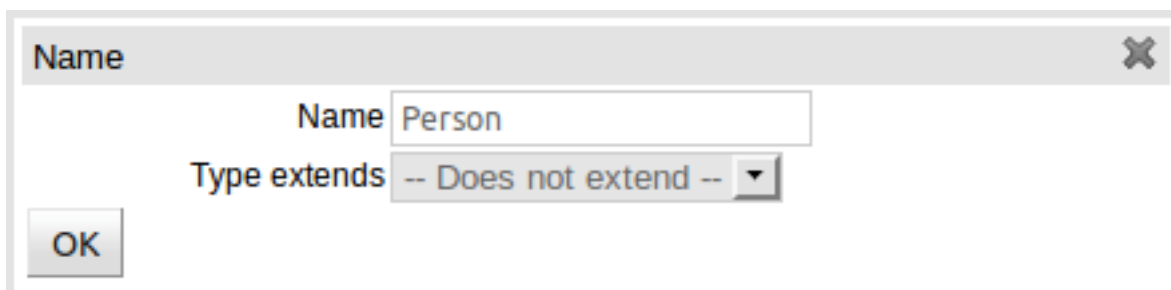 Name
Name Person
Type extends -- Does not extend --
OK